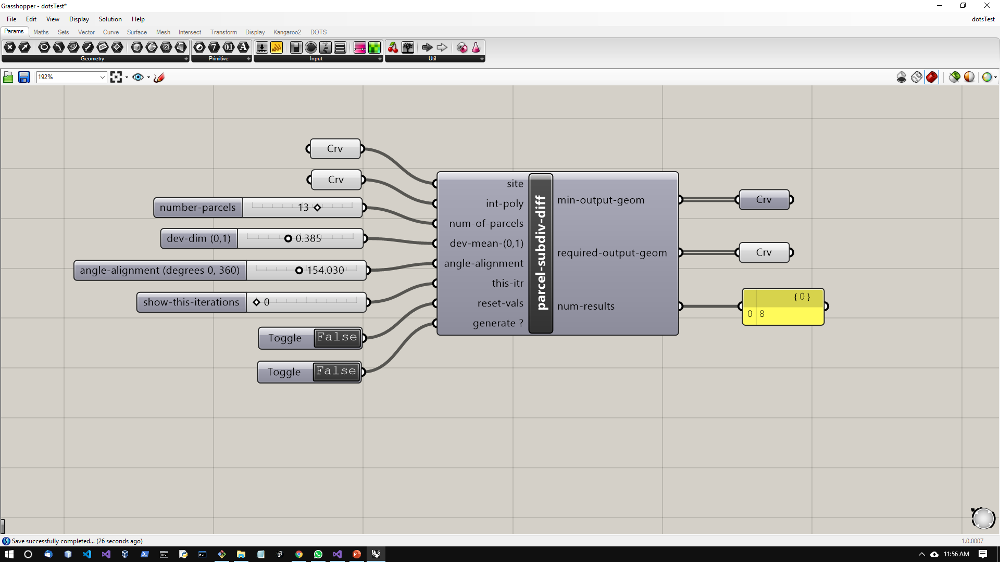 Grasshopper - dotsTest*
File Edit View Display Solution Help dotsTest
Params Maths Sets Vector Curve Surface Mesh Intersect Transform Display Kangaroo2 DOTS
Geometry Primitive Input Util
192%
Crv
Crv
number-parcels 13
dev-dim (0,1) 0.385
angle-alignment (degrees 0, 360) 154.030
show-this-iterations 0
Toggle False
Toggle False
site
int-poly
num-of-parcels
dev-mean-(0,1)
angle-alignment
this-itr
reset-vals
generate ?
parcel-subdiv-diff
min-output-geom
required-output-geom
num-results
Crv
Crv
{ 0 }
0 8
Save successfully completed... (26 seconds ago) 1.0.0007
11:56 AM